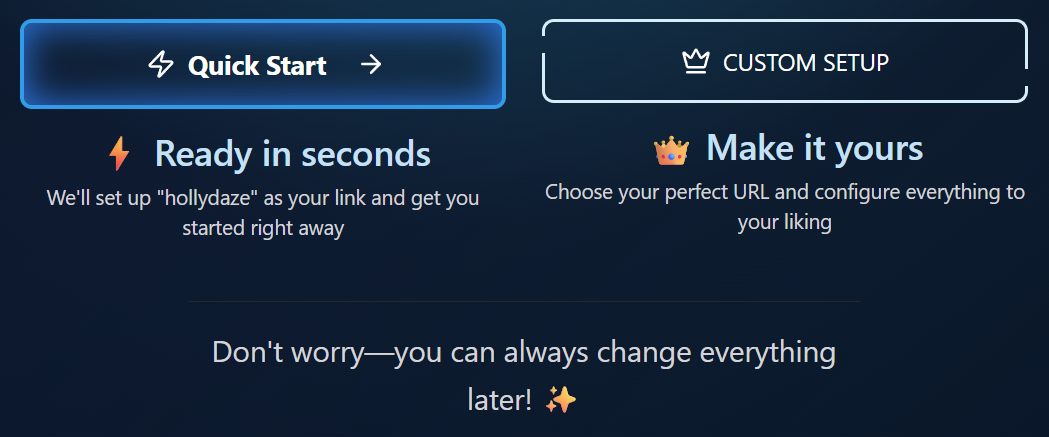 Quick Start
CUSTOM SETUP
Ready in seconds
We'll set up "hollydaze" as your link and get you
started right away
Make it yours
Choose your perfect URL and configure everything to
your liking
Don't worry—you can always change everything
later!